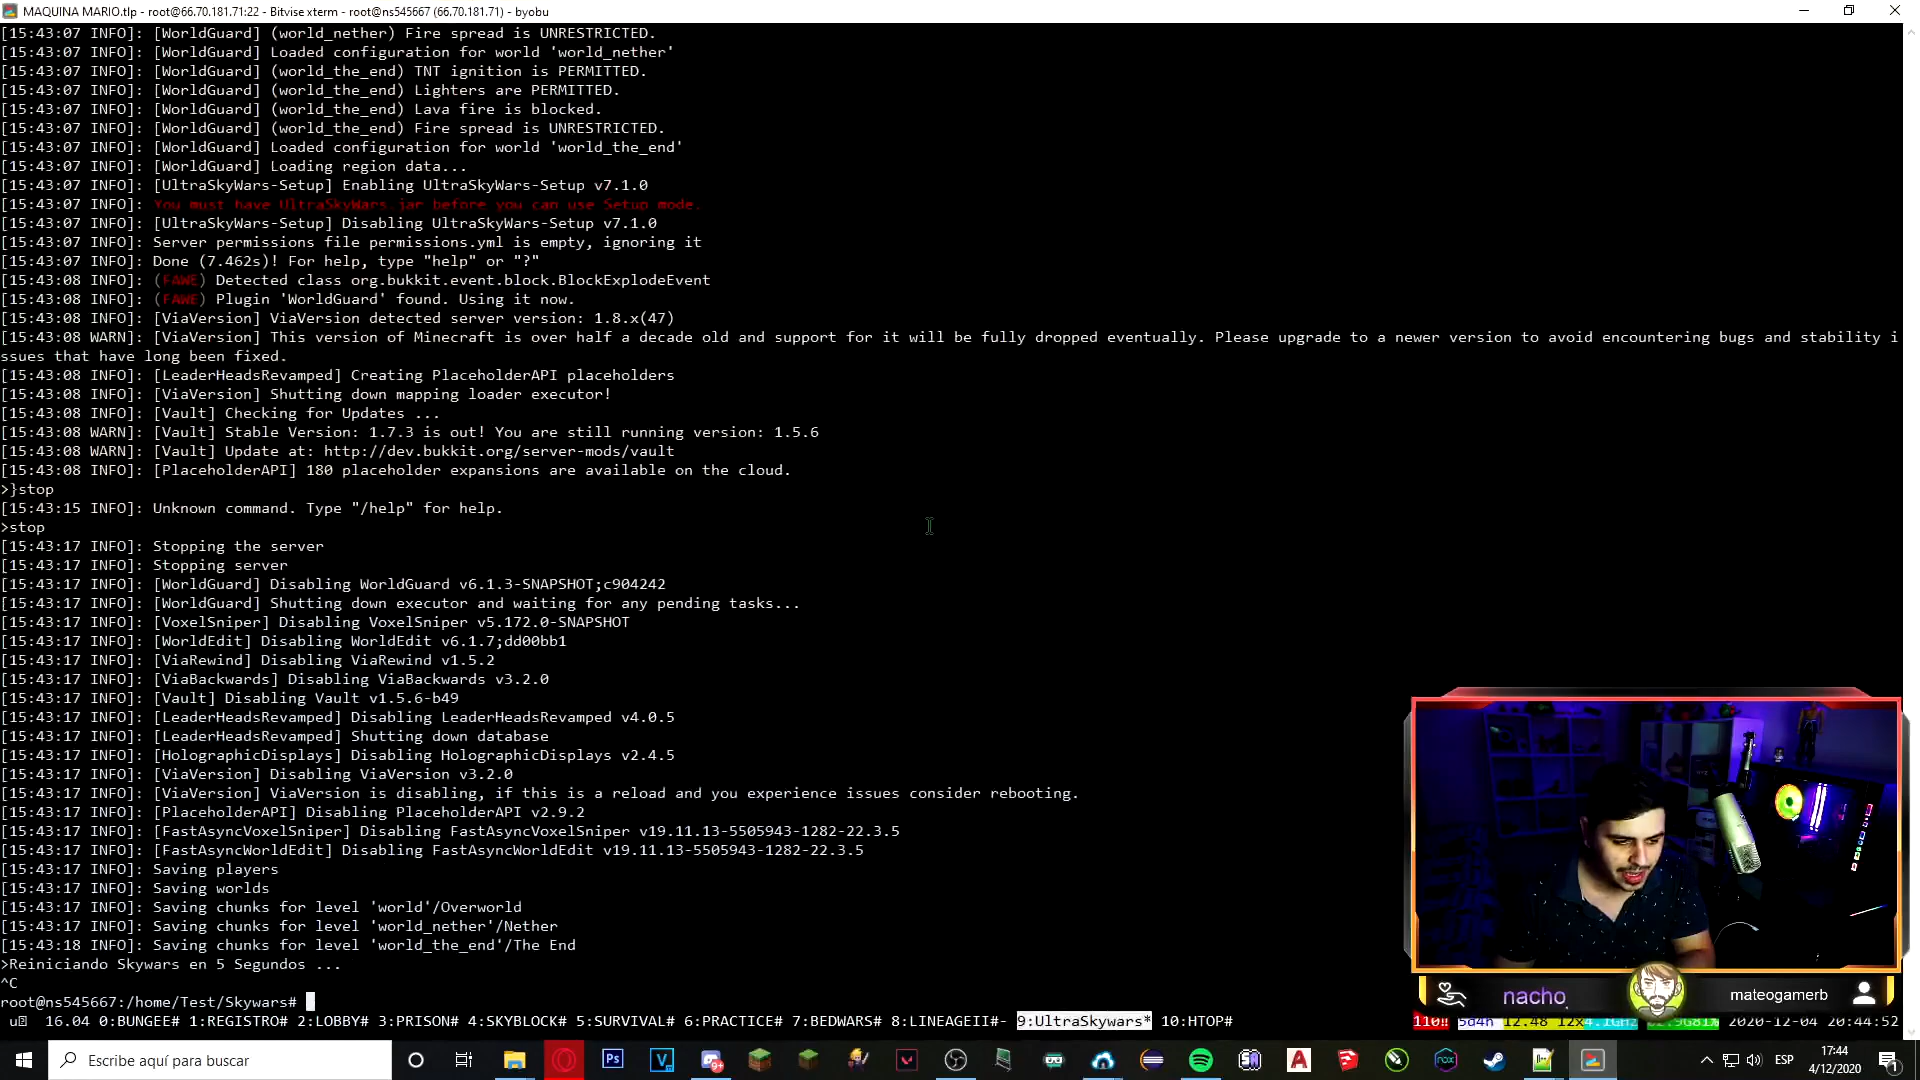 MAQUINA MARIO.tlp - root@66.70.181.71:22 - Bitvise xterm - root@ns545667 (66.70.181.71) - byobu
[15:43:07 INFO]: [WorldGuard] (world_nether) Fire spread is UNRESTRICTED.
[15:43:07 INFO]: [WorldGuard] Loaded configuration for world 'world_nether'
[15:43:07 INFO]: [WorldGuard] (world_the_end) TNT ignition is PERMITTED.
[15:43:07 INFO]: [WorldGuard] (world_the_end) Lighters are PERMITTED.
[15:43:07 INFO]: [WorldGuard] (world_the_end) Lava fire is blocked.
[15:43:07 INFO]: [WorldGuard] (world_the_end) Fire spread is UNRESTRICTED.
[15:43:07 INFO]: [WorldGuard] Loaded configuration for world 'world_the_end'
[15:43:07 INFO]: [WorldGuard] Loading region data...
[15:43:07 INFO]: [UltraSkyWars-Setup] Enabling UltraSkyWars-Setup v7.1.0
[15:43:07 INFO]: You must have UltraSkyWars.jar before you can use Setup mode.
[15:43:07 INFO]: [UltraSkyWars-Setup] Disabling UltraSkyWars-Setup v7.1.0
[15:43:07 INFO]: Server permissions file permissions.yml is empty, ignoring it
[15:43:07 INFO]: Done (7.462s)! For help, type "help" or "?"
[15:43:08 INFO]: (FAWE) Detected class org.bukkit.event.block.BlockExplodeEvent
[15:43:08 INFO]: (FAWE) Plugin 'WorldGuard' found. Using it now.
[15:43:08 INFO]: [ViaVersion] ViaVersion detected server version: 1.8.x(47)
[15:43:08 WARN]: [ViaVersion] This version of Minecraft is over half a decade old and support for it will be fully dropped eventually. Please upgrade to a newer version to avoid encountering bugs and stability i
ssues that have long been fixed.
[15:43:08 INFO]: [LeaderHeadsRevamped] Creating PlaceholderAPI placeholders
[15:43:08 INFO]: [ViaVersion] Shutting down mapping loader executor!
[15:43:08 INFO]: [Vault] Checking for Updates ...
[15:43:08 WARN]: [Vault] Stable Version: 1.7.3 is out! You are still running version: 1.5.6
[15:43:08 WARN]: [Vault] Update at: http://dev.bukkit.org/server-mods/vault
[15:43:08 INFO]: [PlaceholderAPI] 180 placeholder expansions are available on the cloud.
>}stop
[15:43:15 INFO]: Unknown command. Type "/help" for help.
>stop
[15:43:17 INFO]: Stopping the server
[15:43:17 INFO]: Stopping server
[15:43:17 INFO]: [WorldGuard] Disabling WorldGuard v6.1.3-SNAPSHOT;c904242
[15:43:17 INFO]: [WorldGuard] Shutting down executor and waiting for any pending tasks...
[15:43:17 INFO]: [VoxelSniper] Disabling VoxelSniper v5.172.0-SNAPSHOT
[15:43:17 INFO]: [WorldEdit] Disabling WorldEdit v6.1.7;dd00bb1
[15:43:17 INFO]: [ViaRewind] Disabling ViaRewind v1.5.2
[15:43:17 INFO]: [ViaBackwards] Disabling ViaBackwards v3.2.0
[15:43:17 INFO]: [Vault] Disabling Vault v1.5.6-b49
[15:43:17 INFO]: [LeaderHeadsRevamped] Disabling LeaderHeadsRevamped v4.0.5
[15:43:17 INFO]: [LeaderHeadsRevamped] Shutting down database
[15:43:17 INFO]: [HolographicDisplays] Disabling HolographicDisplays v2.4.5
[15:43:17 INFO]: [ViaVersion] Disabling ViaVersion v3.2.0
[15:43:17 INFO]: [ViaVersion] ViaVersion is disabling, if this is a reload and you experience issues consider rebooting.
[15:43:17 INFO]: [PlaceholderAPI] Disabling PlaceholderAPI v2.9.2
[15:43:17 INFO]: [FastAsyncVoxelSniper] Disabling FastAsyncVoxelSniper v19.11.13-5505943-1282-22.3.5
[15:43:17 INFO]: [FastAsyncWorldEdit] Disabling FastAsyncWorldEdit v19.11.13-5505943-1282-22.3.5
[15:43:17 INFO]: Saving players
[15:43:17 INFO]: Saving worlds
[15:43:17 INFO]: Saving chunks for level 'world'/Overworld
[15:43:17 INFO]: Saving chunks for level 'world_nether'/Nether
[15:43:18 INFO]: Saving chunks for level 'world_the_end'/The End
>Reiniciando Skywars en 5 Segundos ...
^C
root@ns545667:/home/Test/Skywars#
nacho
mateogamerb
16.04 0:BUNGEE# 1:REGISTRO# 2:LOBBY# 3:PRISON# 4:SKYBLOCK# 5:SURVIVAL# 6:PRACTICE# 7:BEDWARS# 8:LINEAGEII#- 9:UltraSkywars* 10:HTOP# 110!! 5d4h 12.48 12x 2020-12-04 20:44:52
Escribe aquí para buscar
Ps
ESP
17:44
4/12/2020